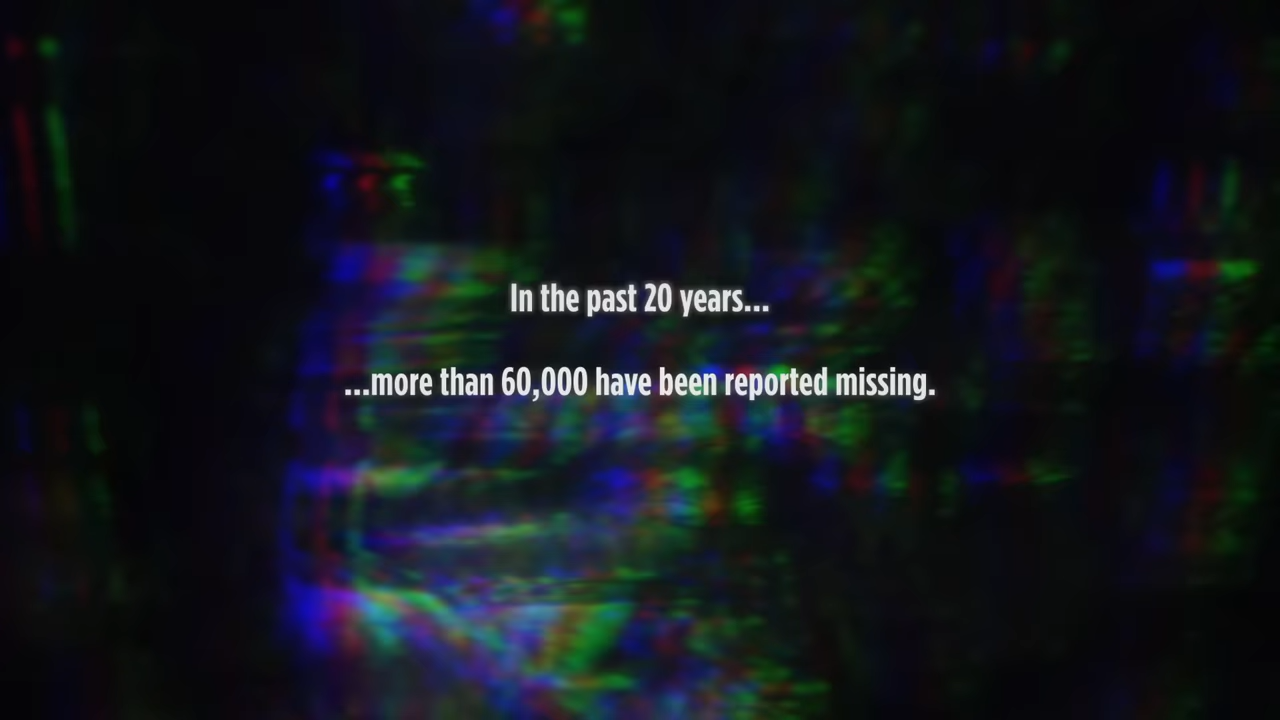 In the past 20 years...
...more than 60,000 have been reported missing.